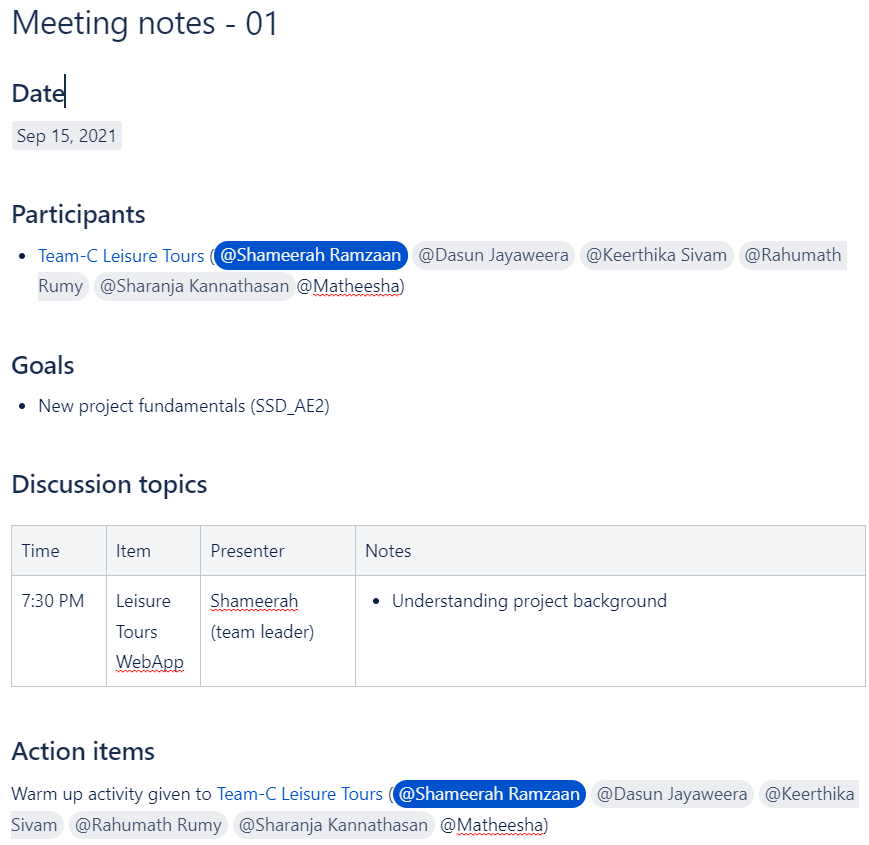 Meeting notes - 01
Date
Sep 15, 2021
Participants
• Team-C Leisure Tours (@Shameerah Ramzaan @Dasun Jayaweera @Keerthika Sivam @Rahumath
Rumy @Sharanja Kannathasan @Matheesha)
Goals
• New project fundamentals (SSD_AE2)
Discussion topics
Time Item Presenter Notes
7:30 PM Leisure Shameerah • Understanding project background
Tours (team leader)
WebApp
Action items
Warm up activity given to Team-C Leisure Tours (@Shameerah Ramzaan @Dasun Jayaweera @Keerthika
Sivam @Rahumath Rumy @Sharanja Kannathasan @Matheesha)